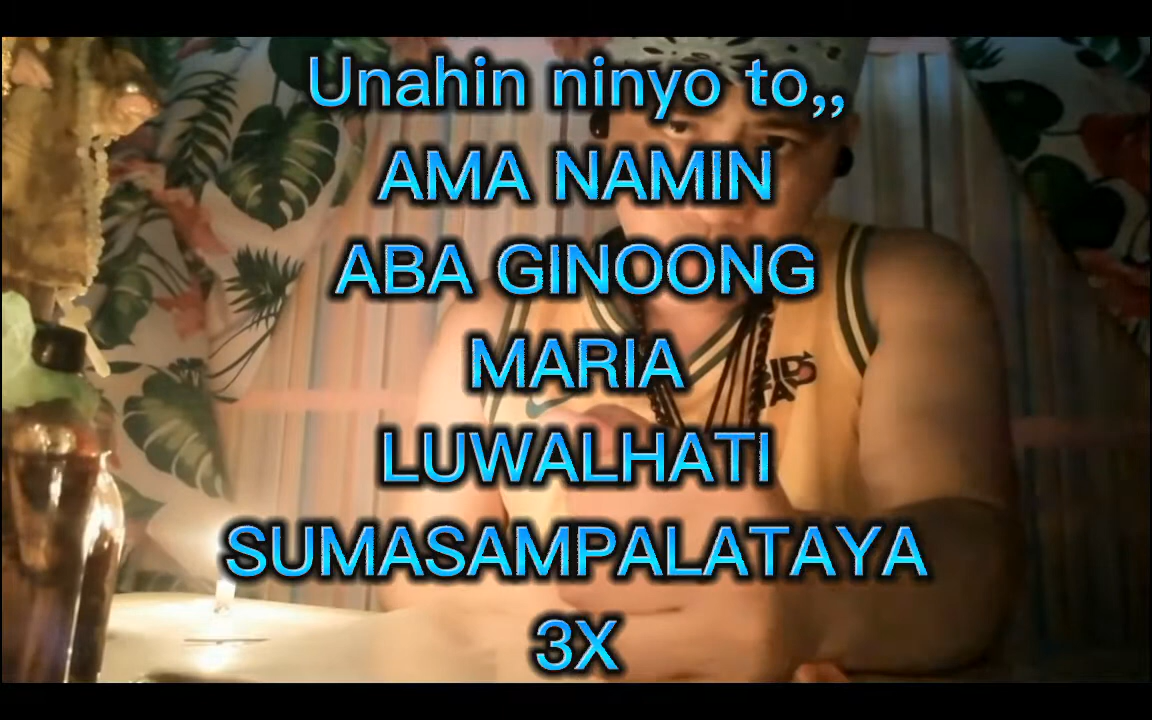 Unahin ninyo to,,
AMA NAMIN
ABA GINOONG
MARIA
LUWALHATI
SUMASAMPALATAYA
3X